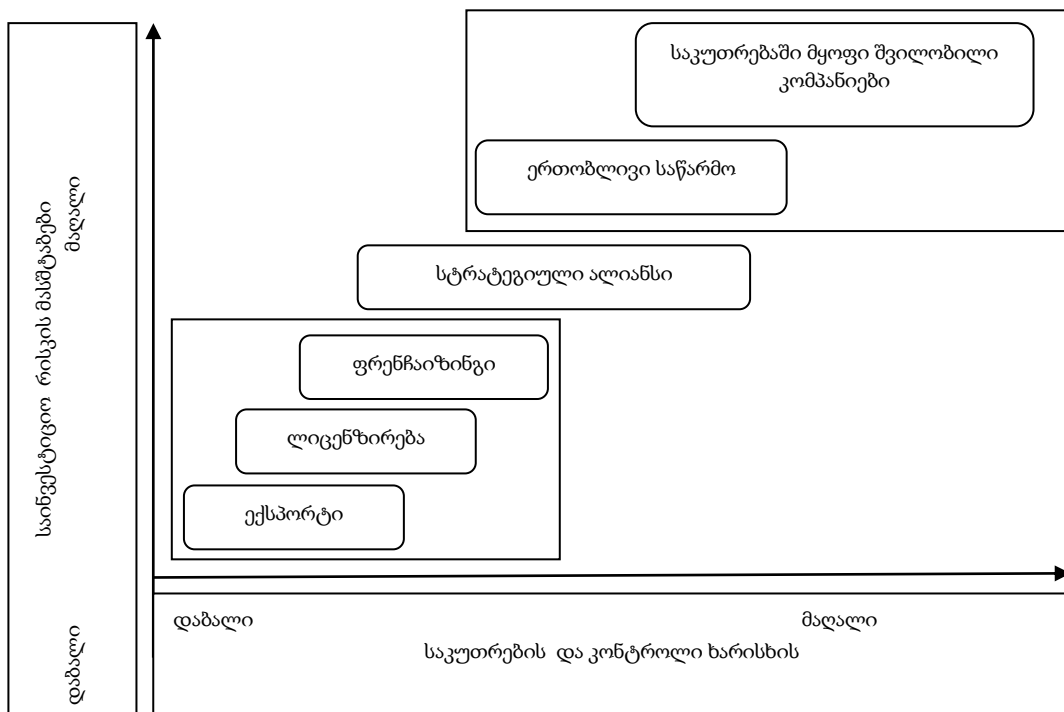 საკუთრებაში მყოფი შვილობილი
კომპანიები
ერთობლივი საწარმო
სტრატეგიული ალიანსი
ფრენჩაიზინგი
ლიცენზირება
ექსპორტი
საინვესტიციო რისკის მასშტაბები
მაღალი
დაბალი
დაბალი
მაღალი
საკუთრების და კონტროლი ხარისხის